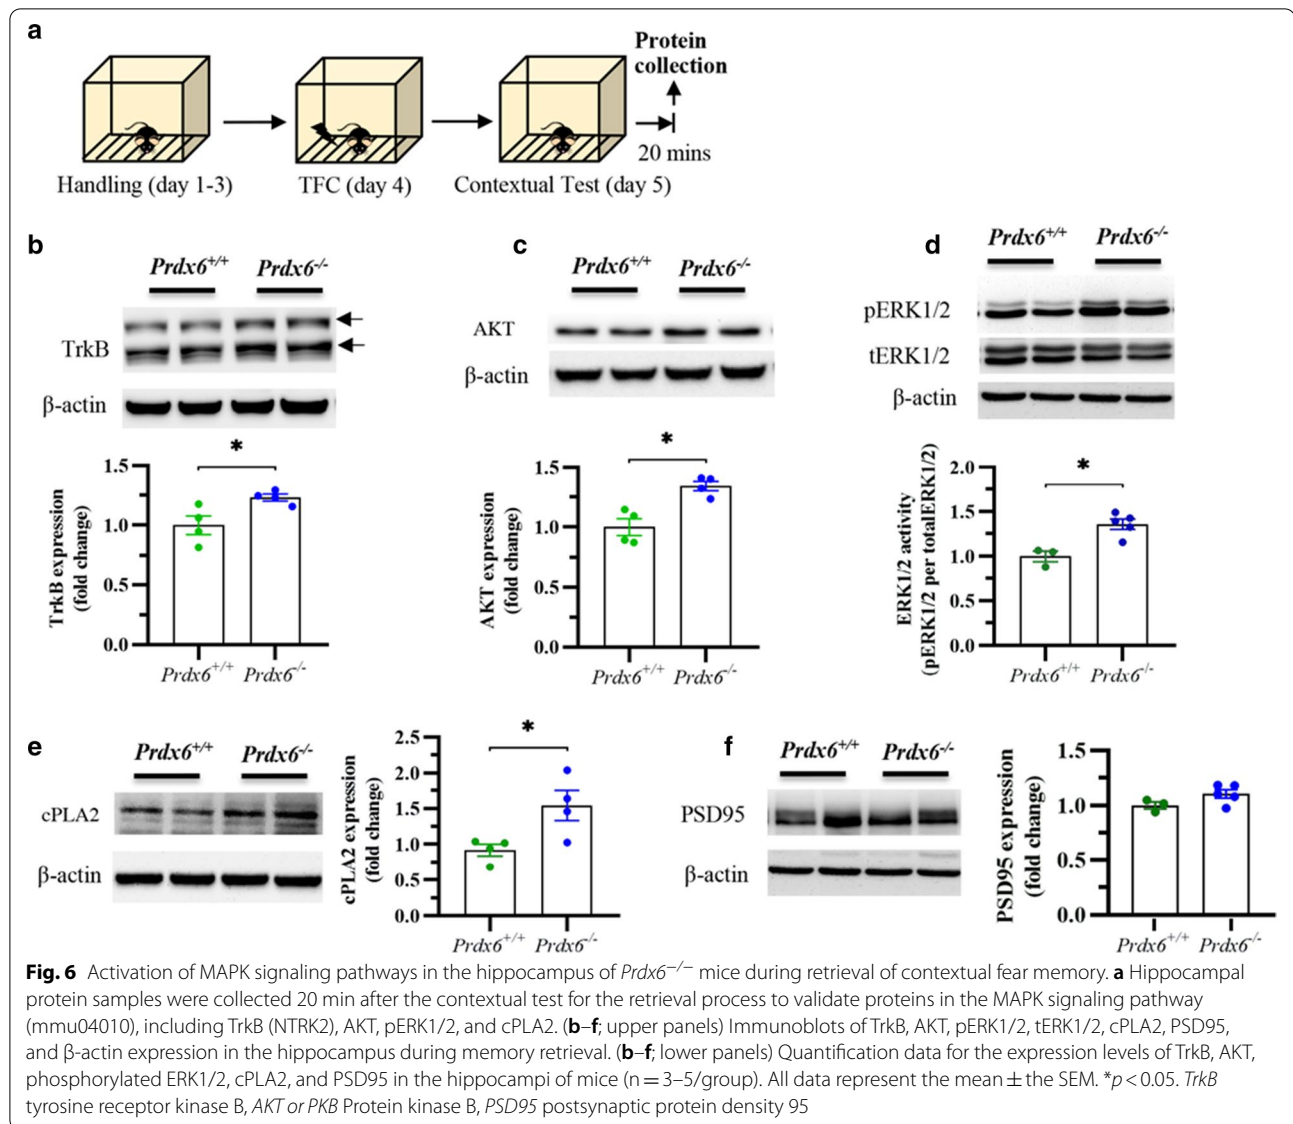 a
Protein
collection
20 mins
Handling (day 1-3)
TFC (day 4)
Contextual Test (day 5)
b
Prdx6+/+
Prdx6-/-
TrkB
β-actin
*
TrkB expression
(fold change)
1.5
1.0
0.5
0.0
Prdx6+/+
Prdx6-/-
c
Prdx6+/+
Prdx6-/-
AKT
β-actin
*
AKT expression
(fold change)
1.5
1.0
0.5
0.0
Prdx6+/+
Prdx6-/-
d
Prdx6+/+
Prdx6-/-
pERK1/2
tERK1/2
β-actin
*
ERK1/2 activity
(pERK1/2 per totalERK1/2)
2.0
1.5
1.0
0.5
0.0
Prdx6+/+
Prdx6-/-
e
Prdx6+/+
Prdx6-/-
cPLA2
β-actin
*
cPLA2 expression
(fold change)
2.5
2.0
1.5
1.0
0.5
0.0
Prdx6+/+
Prdx6-/-
f
Prdx6+/+
Prdx6-/-
PSD95
β-actin
PSD95 expression
(fold change)
1.5
1.0
0.5
0.0
Prdx6+/+
Prdx6-/-
Fig. 6 Activation of MAPK signaling pathways in the hippocampus of Prdx6−/− mice during retrieval of contextual fear memory. a Hippocampal
protein samples were collected 20 min after the contextual test for the retrieval process to validate proteins in the MAPK signaling pathway
(mmu04010), including TrkB (NTRK2), AKT, pERK1/2, and cPLA2. (b–f; upper panels) Immunoblots of TrkB, AKT, pERK1/2, tERK1/2, cPLA2, PSD95,
and β-actin expression in the hippocampus during memory retrieval. (b–f; lower panels) Quantification data for the expression levels of TrkB, AKT,
phosphorylated ERK1/2, cPLA2, and PSD95 in the hippocampi of mice (n = 3–5/group). All data represent the mean ± the SEM. *p < 0.05. TrkB
tyrosine receptor kinase B, AKT or PKB Protein kinase B, PSD95 postsynaptic protein density 95